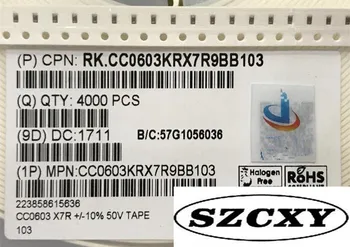 (P) CPN: RK.CC0603KRX7R9BB103
(Q) QTY: 4000 PCS
(9D) DC:1711 B/C:57G1056036
(1P) MPN:CC0603KRX7R9BB103
Halogen Free
RoHS
223858615636
CC0603 X7R +/-10% 50V TAPE
103
SZCXY